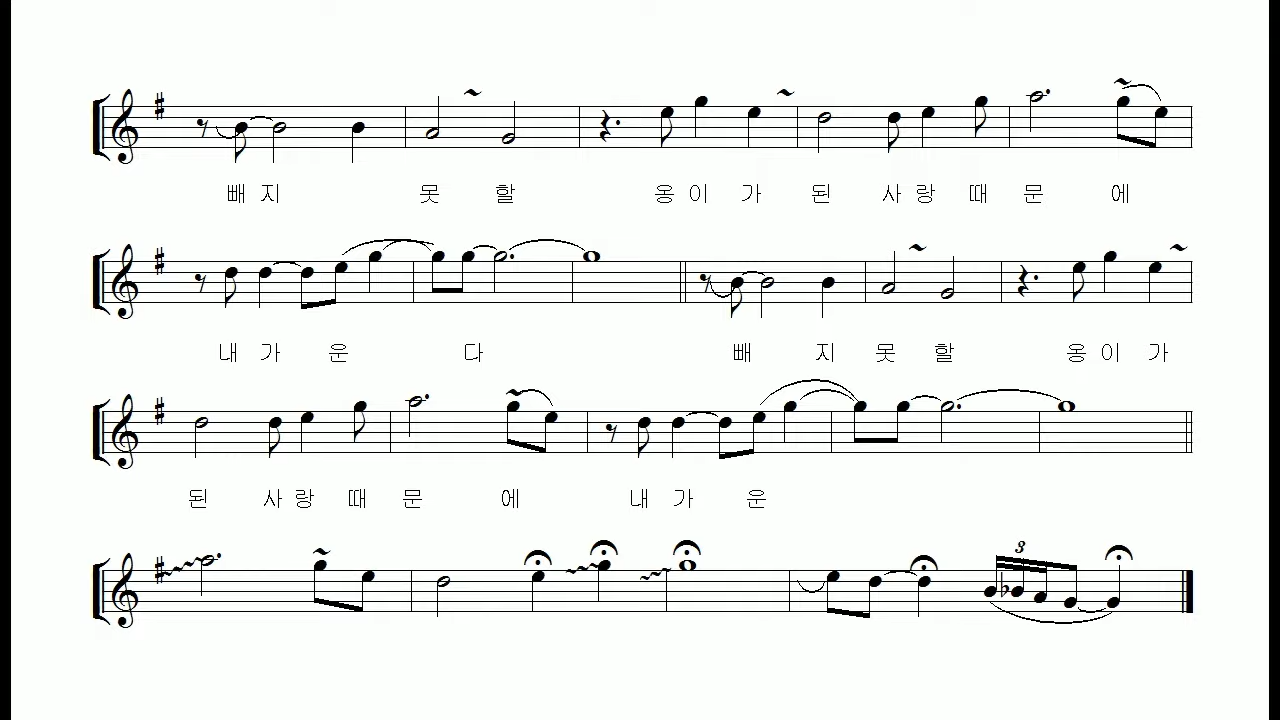 빼지 못할 옹이가 된 사랑때 문 에
내 가 운 다 빼 지 못 할 옹이가
된 사랑때 문 에 내 가 운
3